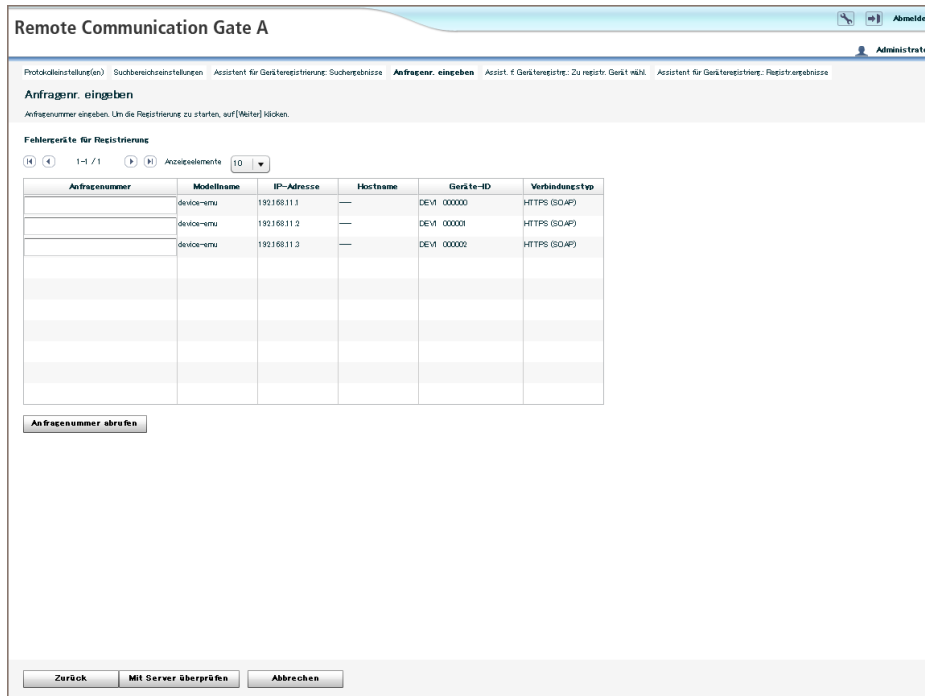 Remote Communication Gate A
Abmelde
Administrato
Protokolleinstellung(en) Suchbereichseinstellungen Assistent für Geräteregistrierung: Suchergebnisse Anfragenr. eingeben Assist. f. Geräteregistrg.: Zu registr. Gerät wähl. Assistent für Geräteregistrierg.: Registr.ergebnisse
Anfragenr. eingeben
Anfragenummer eingeben. Um die Registrierung zu starten, auf [Weiter] klicken.
Fehlergeräte für Registrierung
1-1 / 1 Anzeigeelemente 10
Anfragenummer Modellname IP-Adresse Hostname Geräte-ID Verbindungstyp
device-emu 192.168.11.1 ---- DEV1 000000 HTTPS (SOAP)
device-emu 192.168.11.2 ---- DEV1 000001 HTTPS (SOAP)
device-emu 192.168.11.3 ---- DEV1 000002 HTTPS (SOAP)
Anfragenummer abrufen
Zurück Mit Server überprüfen Abbrechen